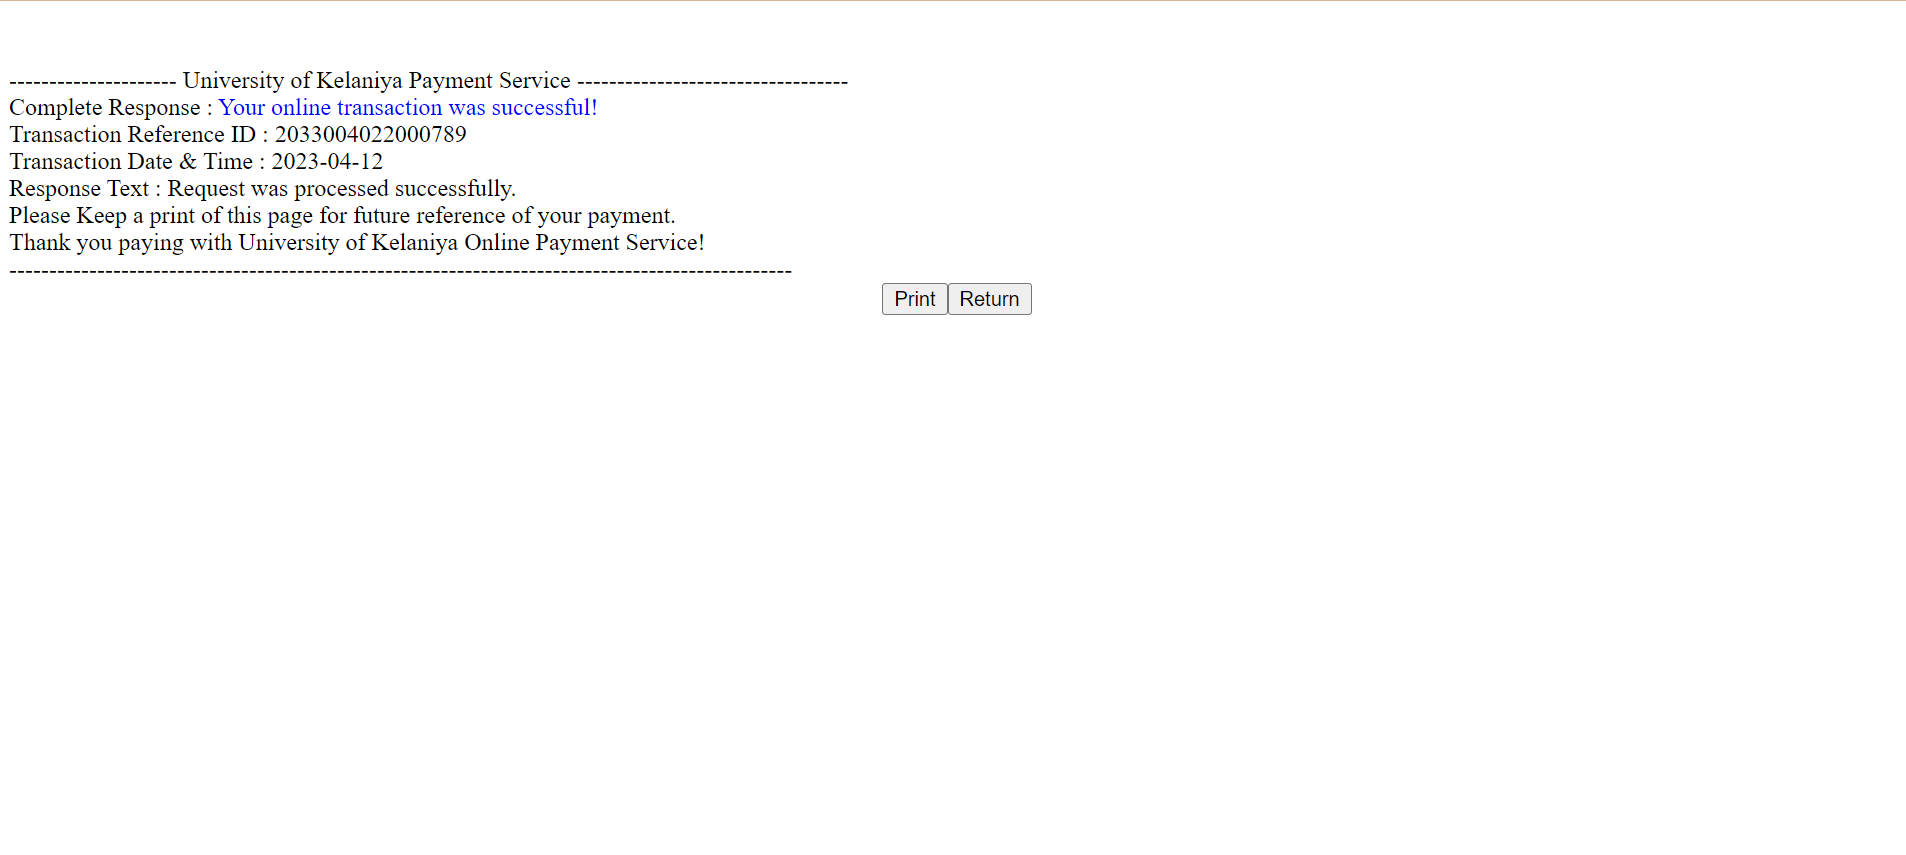 --------------------- University of Kelaniya Payment Service ----------------------------------
Complete Response : Your online transaction was successful!
Transaction Reference ID : 2033004022000789
Transaction Date & Time : 2023-04-12
Response Text : Request was processed successfully.
Please Keep a print of this page for future reference of your payment.
Thank you paying with University of Kelaniya Online Payment Service!
--------------------------------------------------------------------------------------------------
Print Return